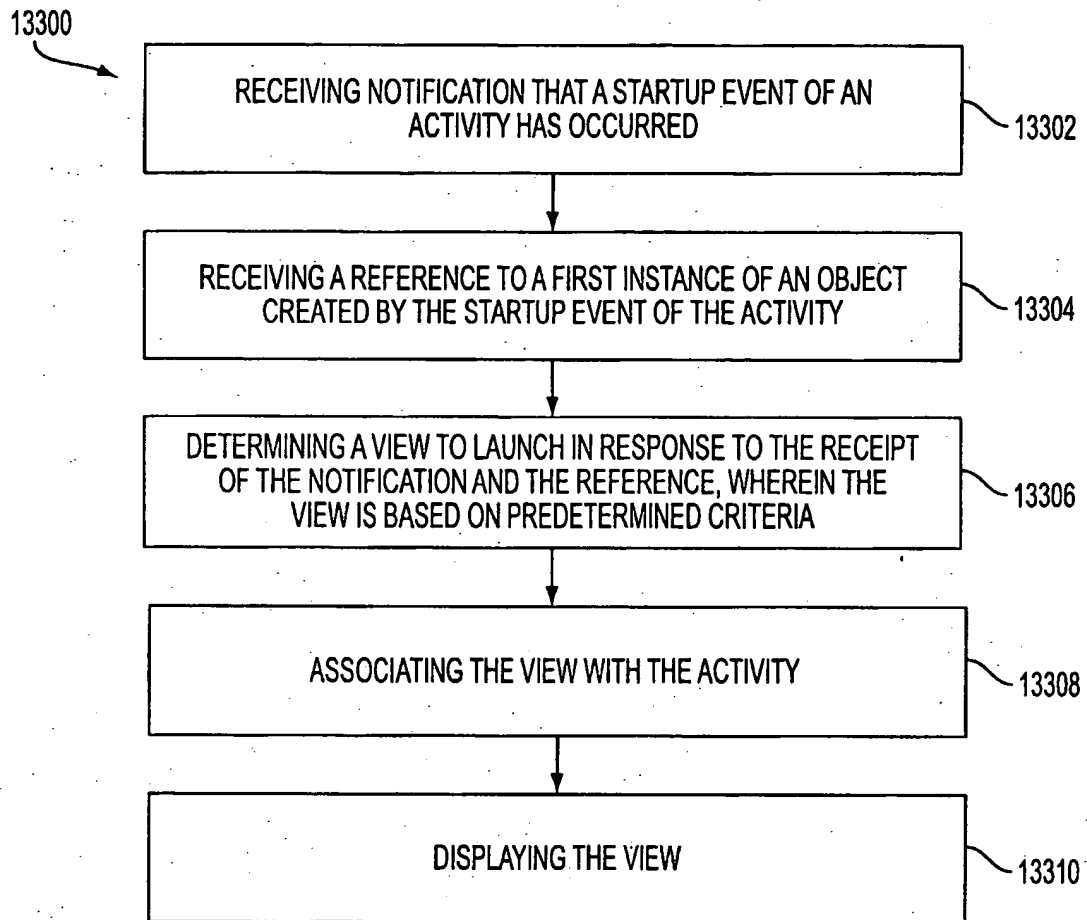 13300
RECEIVING NOTIFICATION THAT A STARTUP EVENT OF AN
ACTIVITY HAS OCCURRED
13302
RECEIVING A REFERENCE TO A FIRST INSTANCE OF AN OBJECT
CREATED BY THE STARTUP EVENT OF THE ACTIVITY
13304
DETERMINING A VIEW TO LAUNCH IN RESPONSE TO THE RECEIPT
OF THE NOTIFICATION AND THE REFERENCE, WHEREIN THE
VIEW IS BASED ON PREDETERMINED CRITERIA
13306
ASSOCIATING THE VIEW WITH THE ACTIVITY
13308
DISPLAYING THE VIEW
13310